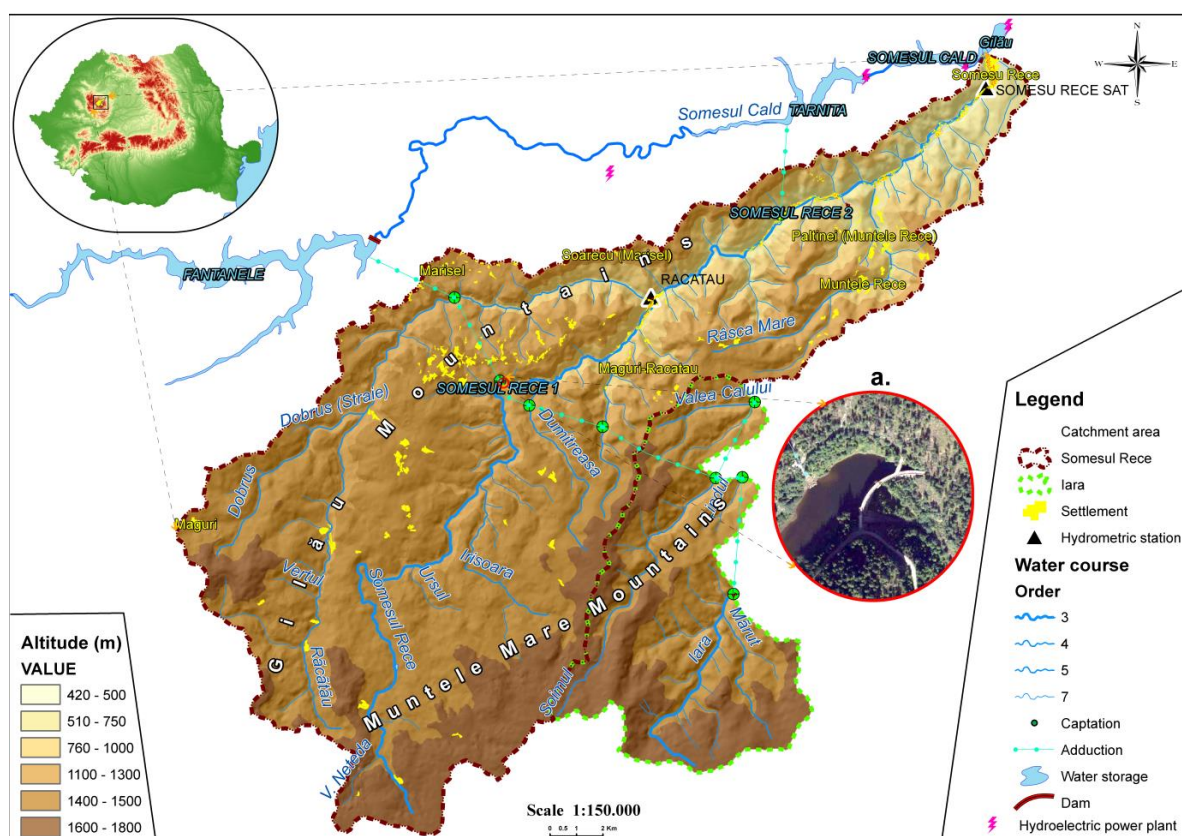 N
W
E
S
Gilău
SOMESUL CALD
Somesu Rece
SOMESU RECE SAT
TARNITA
Somesul Cald
SOMESUL RECE 2
Paltinei (Muntele Rece)
Soarecu (Marisel)
FANTANELE
Marisel
RACATAU
Muntele Rece
Râsca Mare
Maguri-Racatau
SOMESUL RECE 1
a.
Valea Calului
Dobrus (Straie)
Dumitreasa
Dobrus
Maguri
Irisoara
Vertul
Ursul
Somesul Rece
Răcatau
Gilău Mountains
Muntele Mare Mountains
Mărut
Iara
Soimul
V. Neteda
Legend
Catchment area
Somesul Rece
Iara
Settlement
Hydrometric station
Water course
Order
3
4
5
7
Captation
Adduction
Water storage
Dam
Hydroelectric power plant
Altitude (m)
VALUE
420 - 500
510 - 750
760 - 1000
1100 - 1300
1400 - 1500
1600 - 1800
Scale 1:150.000
0 0.5 1 2 Km